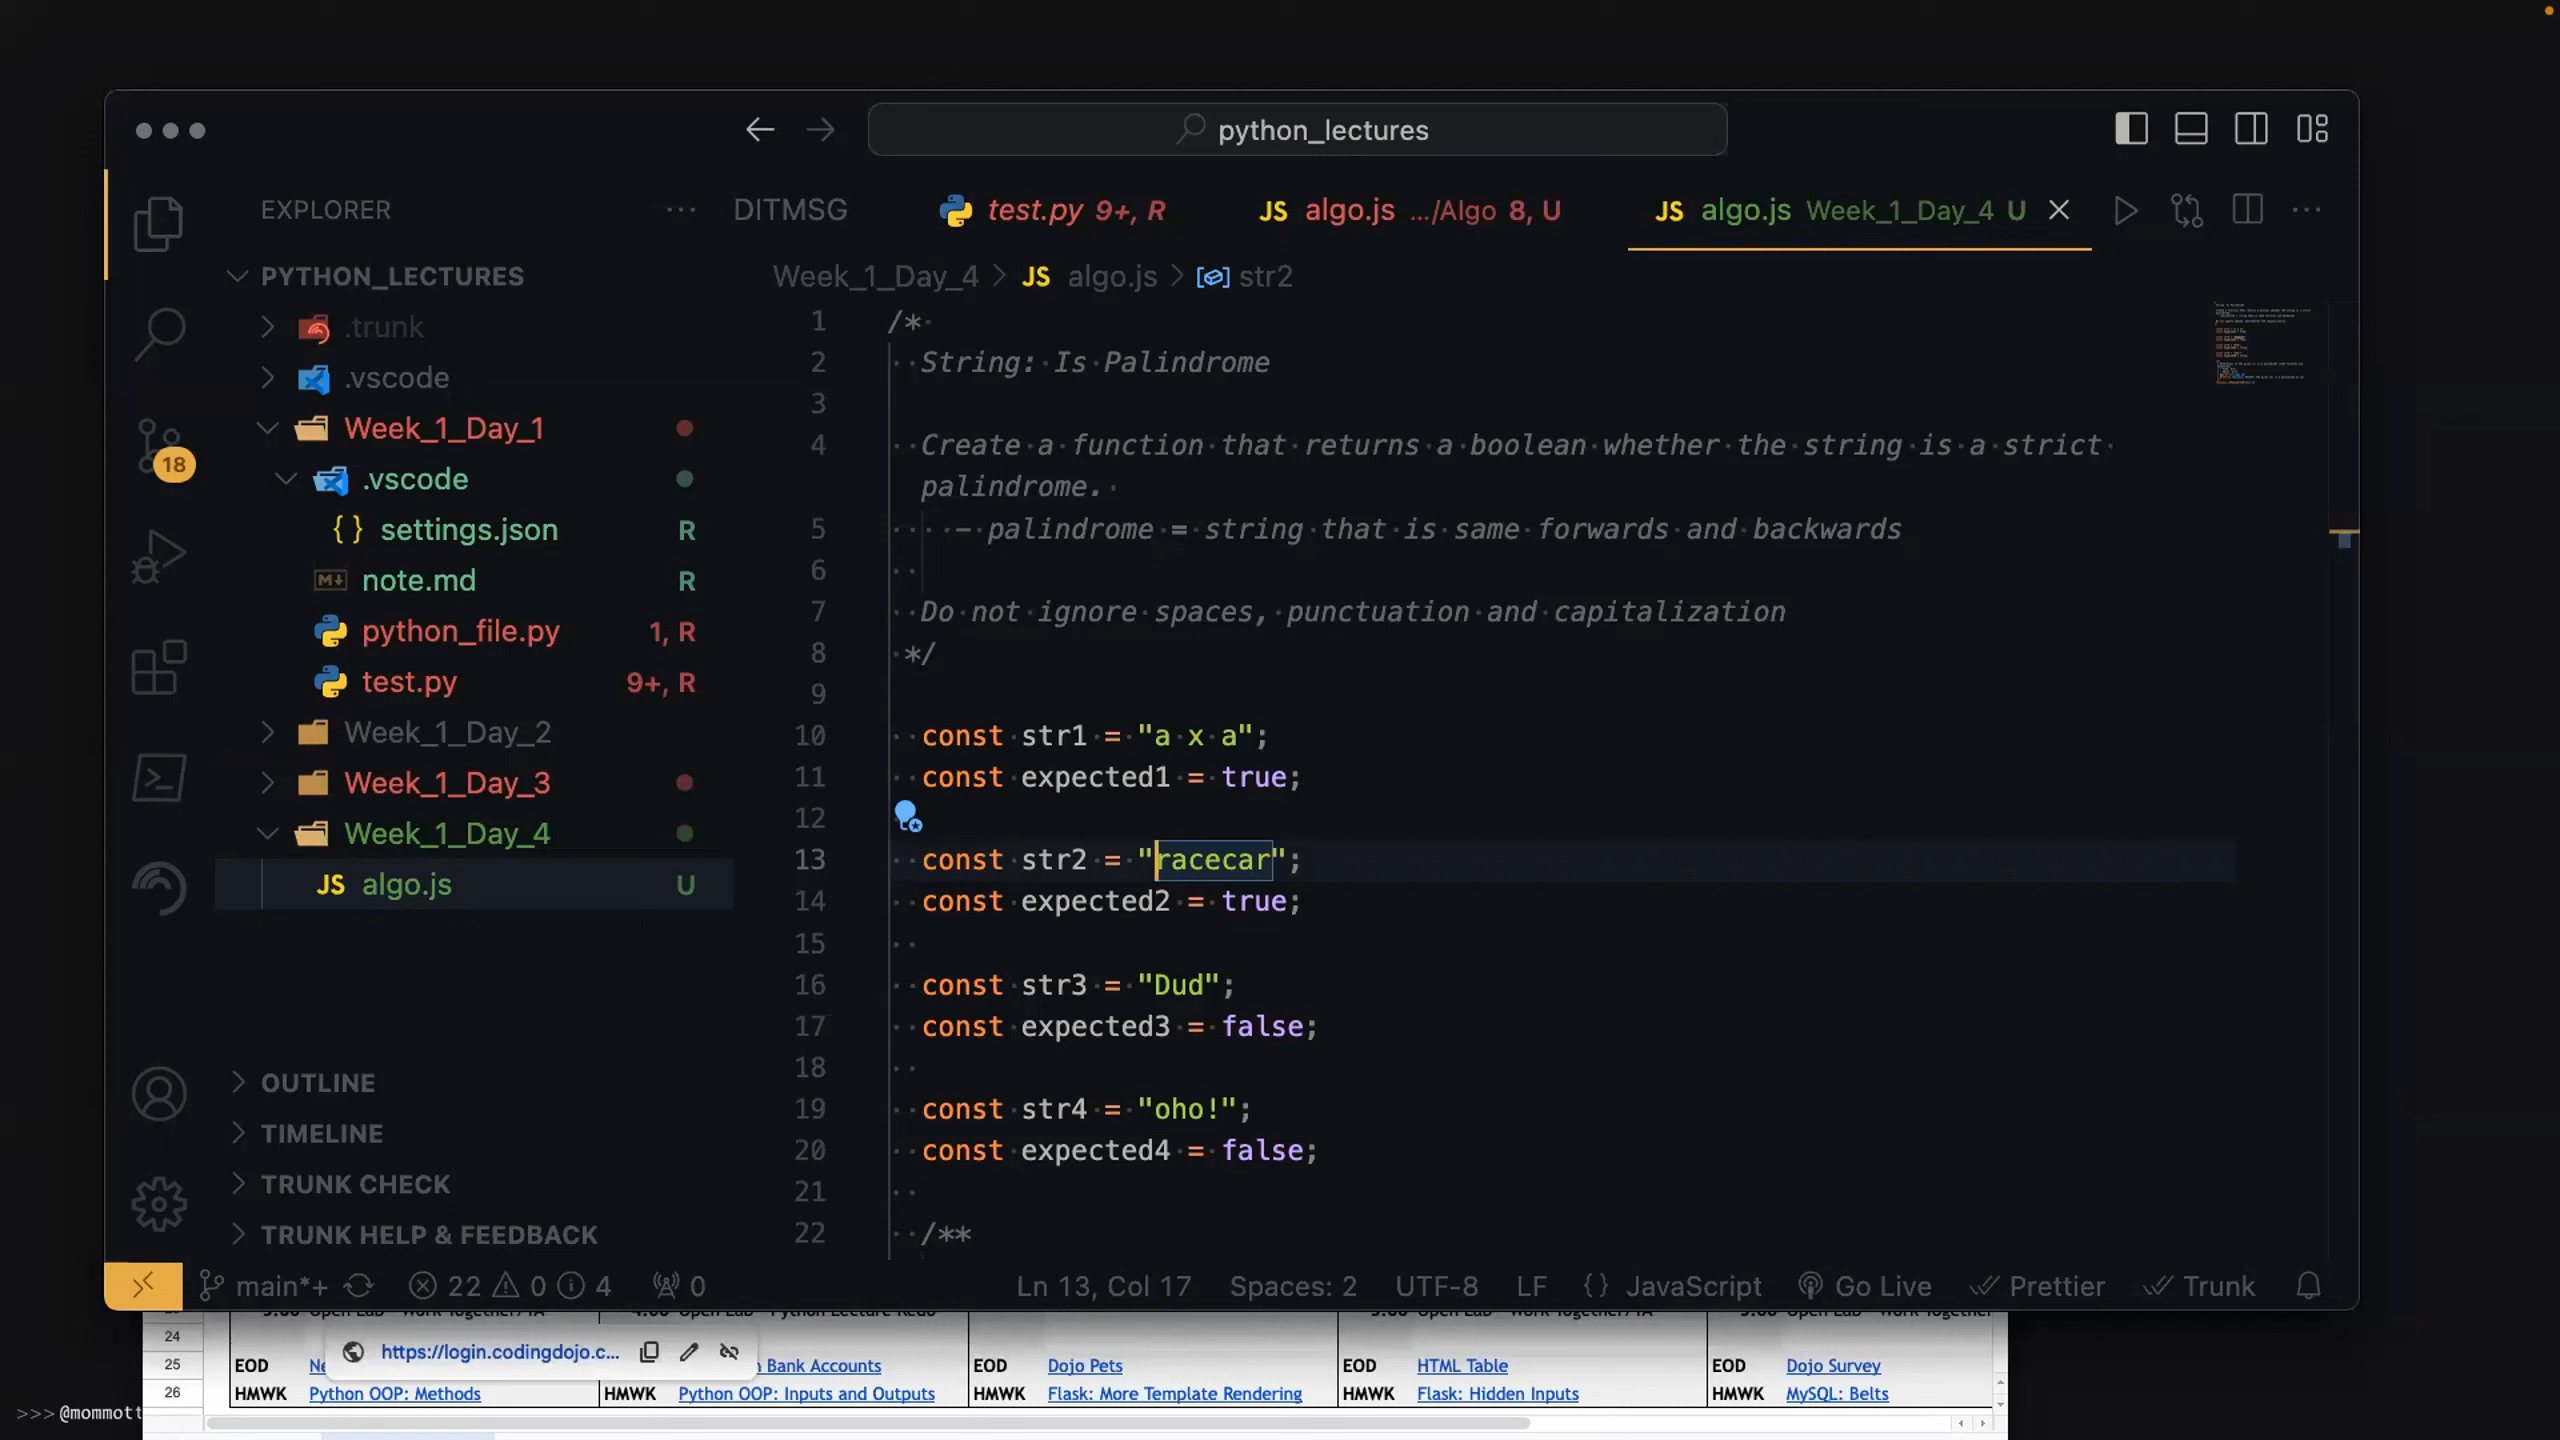 python_lectures
EXPLORER
DITMSG
test.py 9+, R
JS algo.js .../Algo 8, U
JS algo.js Week_1_Day_4 U
PYTHON_LECTURES
Week_1_Day_4 > JS algo.js > str2
.trunk
.vscode
Week_1_Day_1
.vscode
{} settings.json R
note.md R
python_file.py 1, R
test.py 9+, R
Week_1_Day_2
Week_1_Day_3
Week_1_Day_4
JS algo.js U
18
OUTLINE
TIMELINE
TRUNK CHECK
TRUNK HELP & FEEDBACK
1 /*
2 String: Is Palindrome
3
4 Create a function that returns a boolean whether the string is a strict
palindrome.
5 - palindrome = string that is same forwards and backwards
6
7 Do not ignore spaces, punctuation and capitalization
8 */
9
10 const str1 = "a x a";
11 const expected1 = true;
12
13 const str2 = "racecar";
14 const expected2 = true;
15
16 const str3 = "Dud";
17 const expected3 = false;
18
19 const str4 = "oho!";
20 const expected4 = false;
21
22 /**
main*+ 22 0 4 0 Ln 13, Col 17 Spaces: 2 UTF-8 LF {} JavaScript Go Live Prettier Trunk
24
https://login.codingdojo.c...
25 EOD Ne Bank Accounts EOD Dojo Pets EOD HTML Table EOD Dojo Survey
26 HMWK Python OOP: Methods HMWK Python OOP: Inputs and Outputs HMWK Flask: More Template Rendering HMWK Flask: Hidden Inputs HMWK MySQL: Belts
>>> @mommott